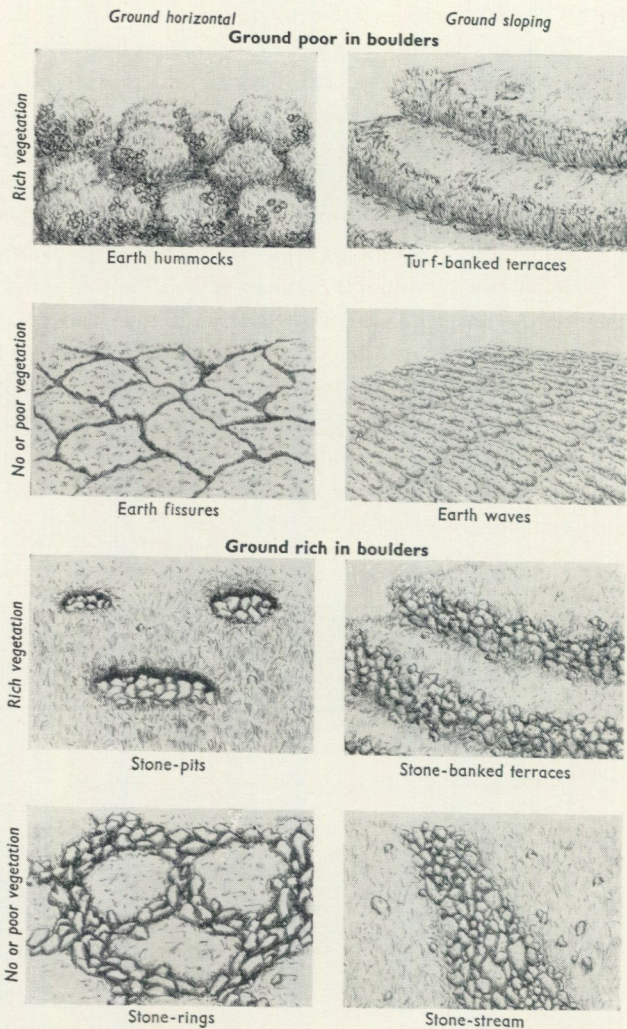 Ground horizontal
Ground sloping
Ground poor in boulders
Rich vegetation
Earth hummocks
Turf-banked terraces
No or poor vegetation
Earth fissures
Earth waves
Ground rich in boulders
Rich vegetation
Stone-pits
Stone-banked terraces
No or poor vegetation
Stone-rings
Stone-stream